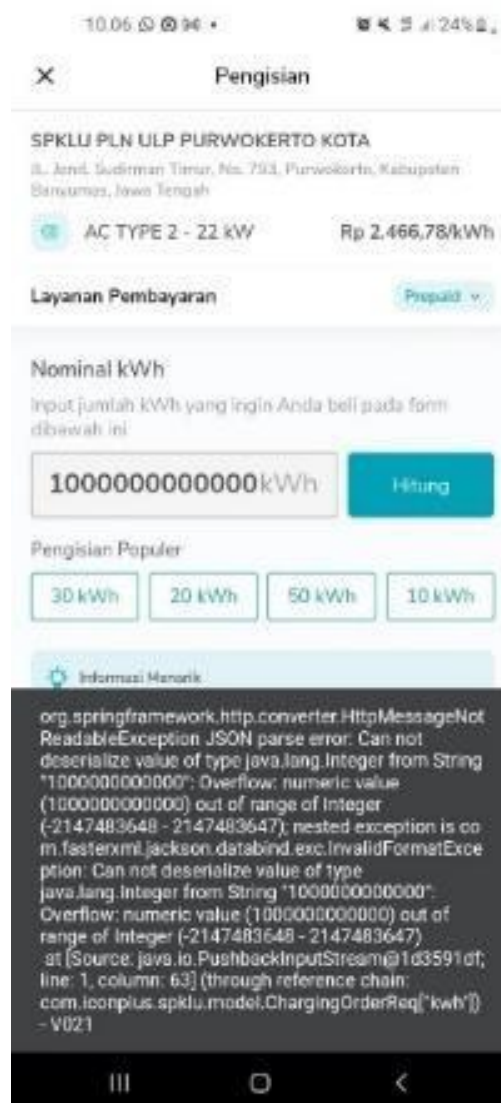 10.06
24%
Pengisian
SPKLU PLN ULP PURWOKERTO KOTA
JL. Jend. Sudirman Timur, No. 793, Purwokerto, Kabupaten
Banyumas, Jawa Tengah
AC TYPE 2 - 22 kW
Rp 2.466,78/kWh
Layanan Pembayaran
Prepaid
Nominal kWh
Input jumlah kWh yang ingin Anda beli pada form
dibawah ini
1000000000000kWh
Hitung
Pengisian Populer
30 kWh
20 kWh
50 kWh
10 kWh
Informasi Menarik
org.springframework.http.converter.HttpMessageNot
ReadableException JSON parse error: Can not
deserialize value of type java.lang.Integer from String
"1000000000000": Overflow: numeric value
(1000000000000) out of range of Integer
(-2147483648 - 2147483647); nested exception is co
m.fasterxml.jackson.databind.exc.InvalidFormatExce
ption: Can not deserialize value of type
java.lang.Integer from String "1000000000000":
Overflow: numeric value (1000000000000) out of
range of Integer (-2147483648 - 2147483647)
at [Source: java.io.PushbackInputStream@1d3591df;
line: 1, column: 63] (through reference chain:
com.iconplus.spklu.model.ChargingOrderReq["kwh"])
- V021